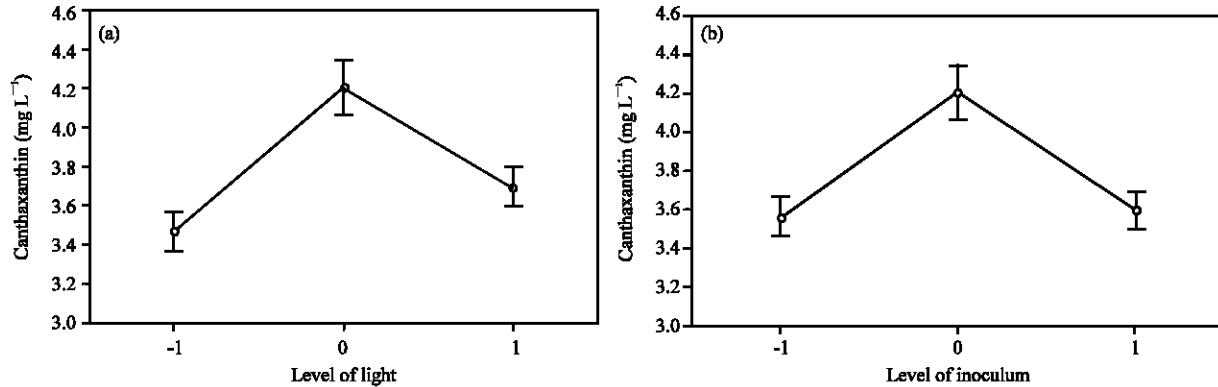 (a)
Canthaxanthin (mg L⁻¹)
4.6
4.4
4.2
4.0
3.8
3.6
3.4
3.2
3.0
-1 0 1
Level of light
(b)
Canthaxanthin (mg L⁻¹)
4.6
4.4
4.2
4.0
3.8
3.6
3.4
3.2
3.0
-1 0 1
Level of inoculum